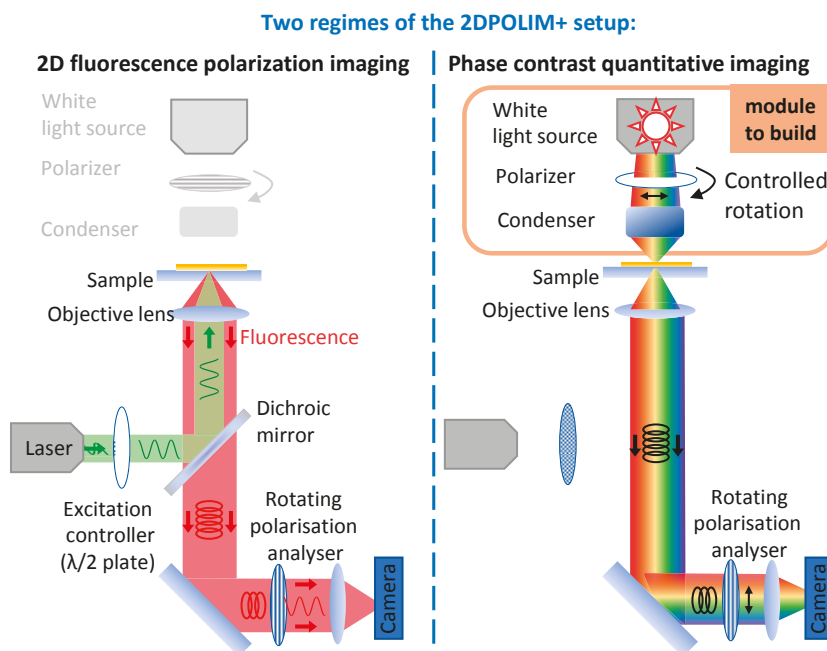 Two regimes of the 2DPOLIM+ setup:
2D fluorescence polarization imaging
White
light source
Polarizer
Condenser
Sample
Objective lens
Fluorescence
Dichroic
mirror
Laser
Excitation
controller
(λ/2 plate)
Rotating
polarisation
analyser
Camera
Phase contrast quantitative imaging
White
light source
module
to build
Polarizer
Controlled
rotation
Condenser
Sample
Objective lens
Rotating
polarisation
analyser
Camera